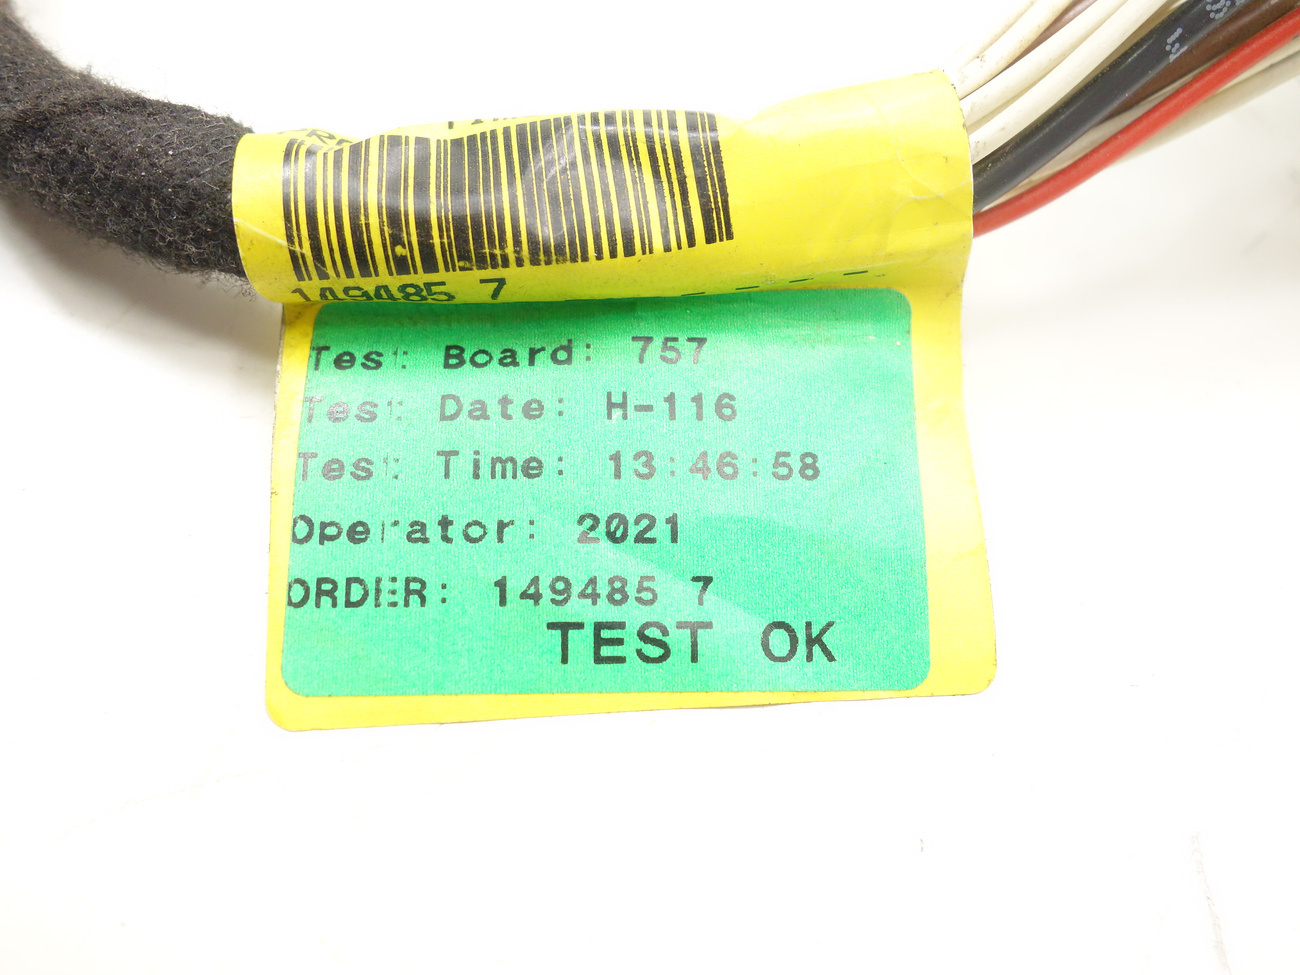 149485 7
Test Board: 757
Test Date: H-116
Test Time: 13:46:58
Operator: 2021
ORDER: 149485 7
TEST OK